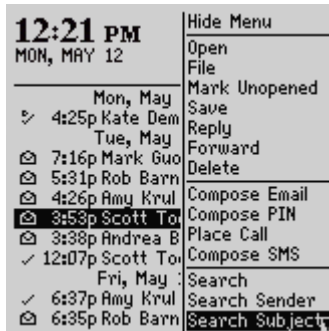 12:21 PM
MON, MAY 12
Mon, May
4:25p Kate Dem
Tue, May
7:16p Mark Guo
5:31p Rob Barn
4:26p Amy Krul
3:53p Scott To
3:38p Andrea B
12:07p Scott To
Fri, May
6:37p Amy Krul
6:35p Rob Barn
Hide Menu
Open
File
Mark Unopened
Save
Reply
Forward
Delete
Compose Email
Compose PIN
Place Call
Compose SMS
Search
Search Sender
Search Subject